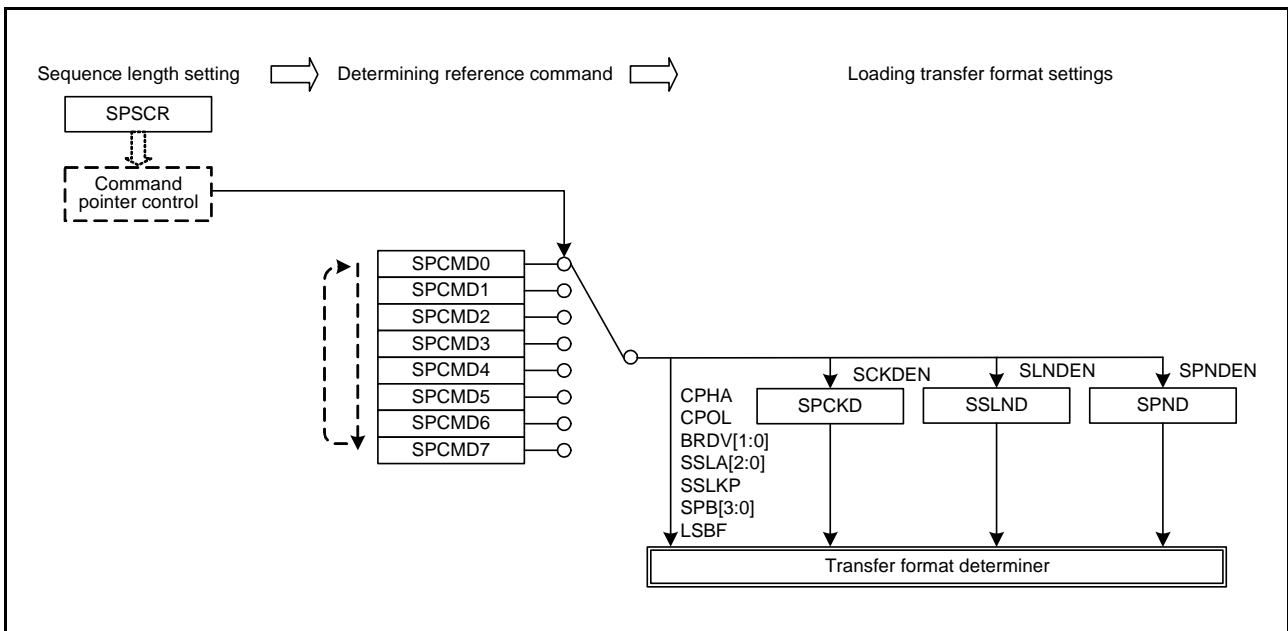 Sequence length setting
Determining reference command
Loading transfer format settings
SPSCR
Command
pointer control
SPCMD0
SPCMD1
SPCMD2
SPCMD3
SPCMD4
SPCMD5
SPCMD6
SPCMD7
CPHA
CPOL
BRDV[1:0]
SSLA[2:0]
SSLKP
SPB[3:0]
LSBF
SCKDEN
SPCKD
SLNDEN
SSLND
SPNDEN
SPND
Transfer format determiner